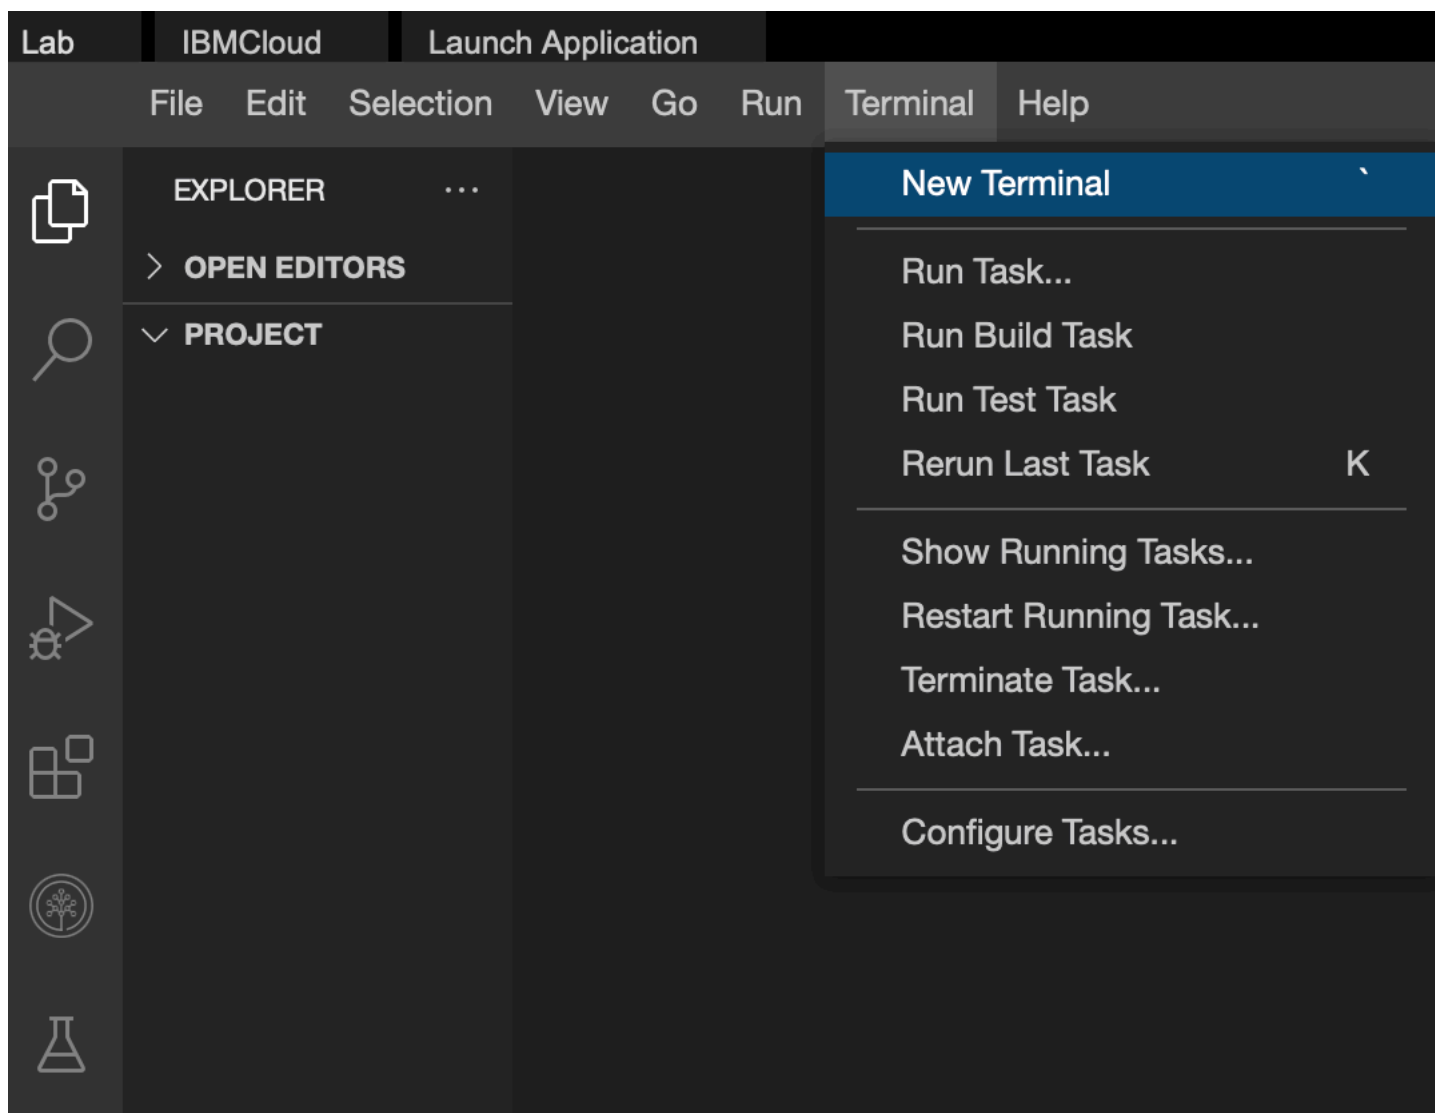 Lab IBMCloud Launch Application
File Edit Selection View Go Run Terminal Help
EXPLORER ...
OPEN EDITORS
PROJECT
New Terminal `
Run Task...
Run Build Task
Run Test Task
Rerun Last Task K
Show Running Tasks...
Restart Running Task...
Terminate Task...
Attach Task...
Configure Tasks...